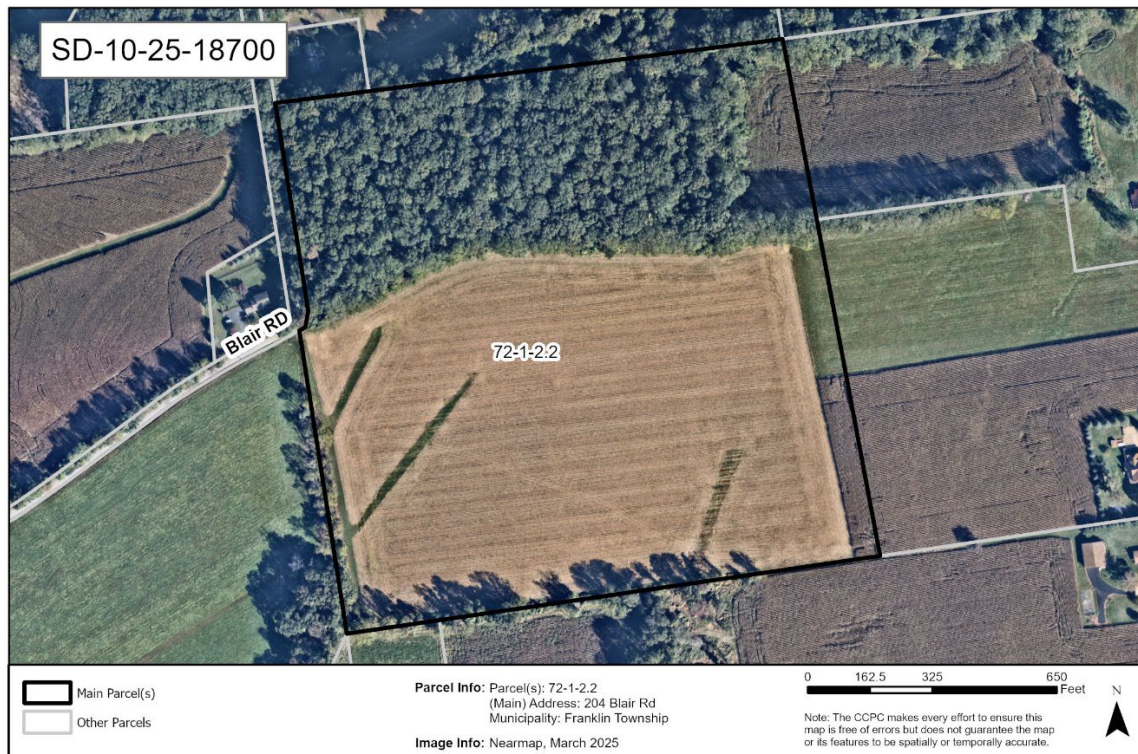 SD-10-25-18700
Blair RD
72-1-2.2
Main Parcel(s)
Other Parcels
Parcel Info: Parcel(s): 72-1-2.2
(Main) Address: 204 Blair Rd
Municipality: Franklin Township
Image Info: Nearmap, March 2025
0 162.5 325 650
Feet
Note: The CCPC makes every effort to ensure this
map is free of errors but does not guarantee the map
or its features to be spatially or temporally accurate.
N